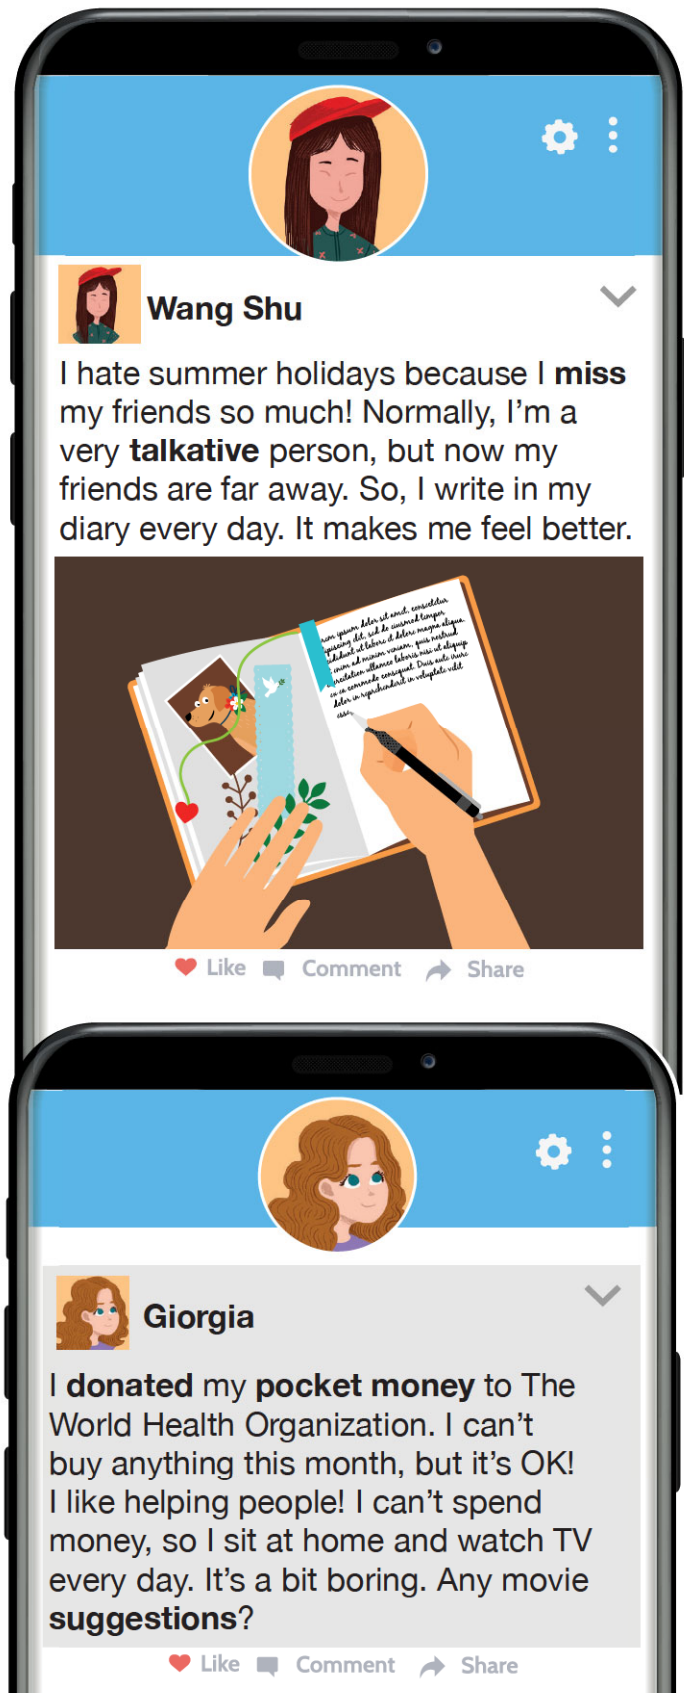 Wang Shu
I hate summer holidays because I miss
my friends so much! Normally, I'm a
very talkative person, but now my
friends are far away. So, I write in my
diary every day. It makes me feel better.
Like Comment Share
Giorgia
I donated my pocket money to The
World Health Organization. I can't
buy anything this month, but it's OK!
I like helping people! I can't spend
money, so I sit at home and watch TV
every day. It's a bit boring. Any movie
suggestions?
Like Comment Share